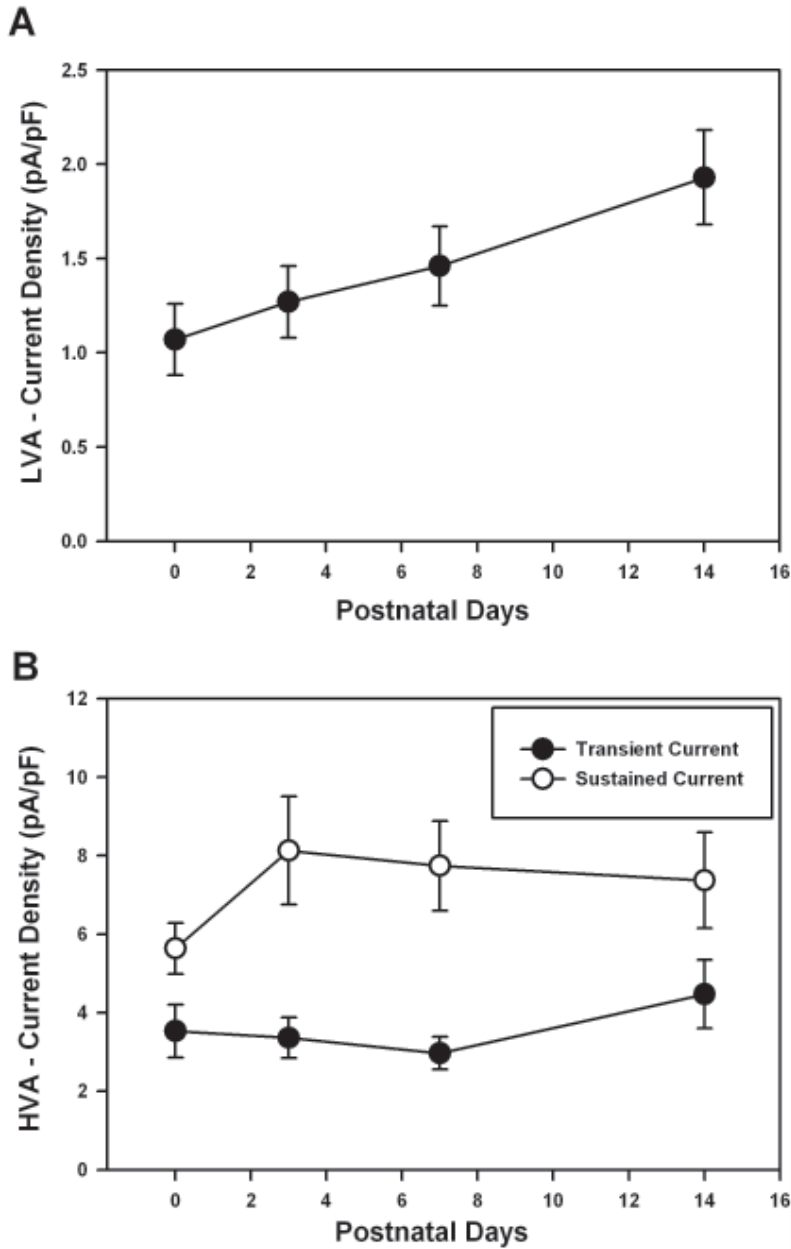 A
LVA - Current Density (pA/pF)
2.5
2.0
1.5
1.0
0.5
0.0
0 2 4 6 8 10 12 14 16
Postnatal Days
B
HVA - Current Density (pA/pF)
12
10
8
6
4
2
0
Transient Current
Sustained Current
0 2 4 6 8 10 12 14 16
Postnatal Days